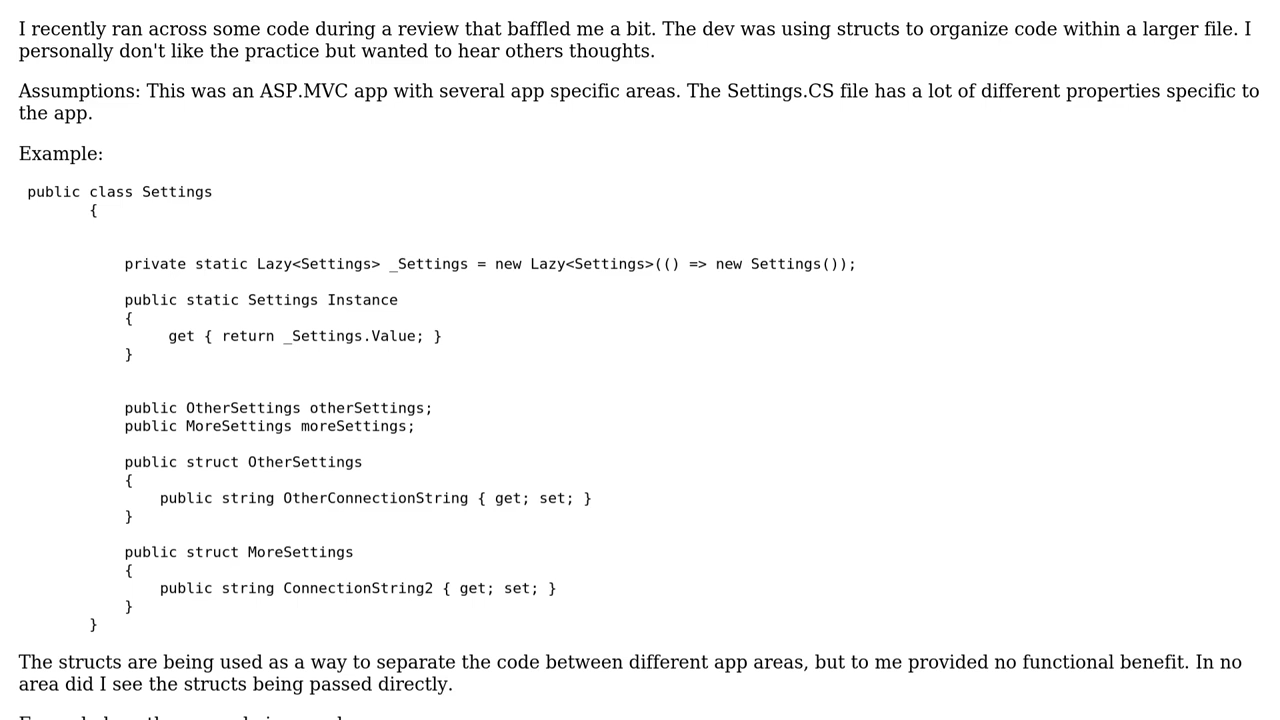 I recently ran across some code during a review that baffled me a bit. The dev was using structs to organize code within a larger file. I
personally don't like the practice but wanted to hear others thoughts.
Assumptions: This was an ASP.MVC app with several app specific areas. The Settings.CS file has a lot of different properties specific to
the app.
Example:
public class Settings
{
private static Lazy<Settings> _Settings = new Lazy<Settings>(() => new Settings());
public static Settings Instance
{
get { return _Settings.Value; }
}
public OtherSettings otherSettings;
public MoreSettings moreSettings;
public struct OtherSettings
{
public string OtherConnectionString { get; set; }
}
public struct MoreSettings
{
public string ConnectionString2 { get; set; }
}
}
The structs are being used as a way to separate the code between different app areas, but to me provided no functional benefit. In no
area did I see the structs being passed directly.